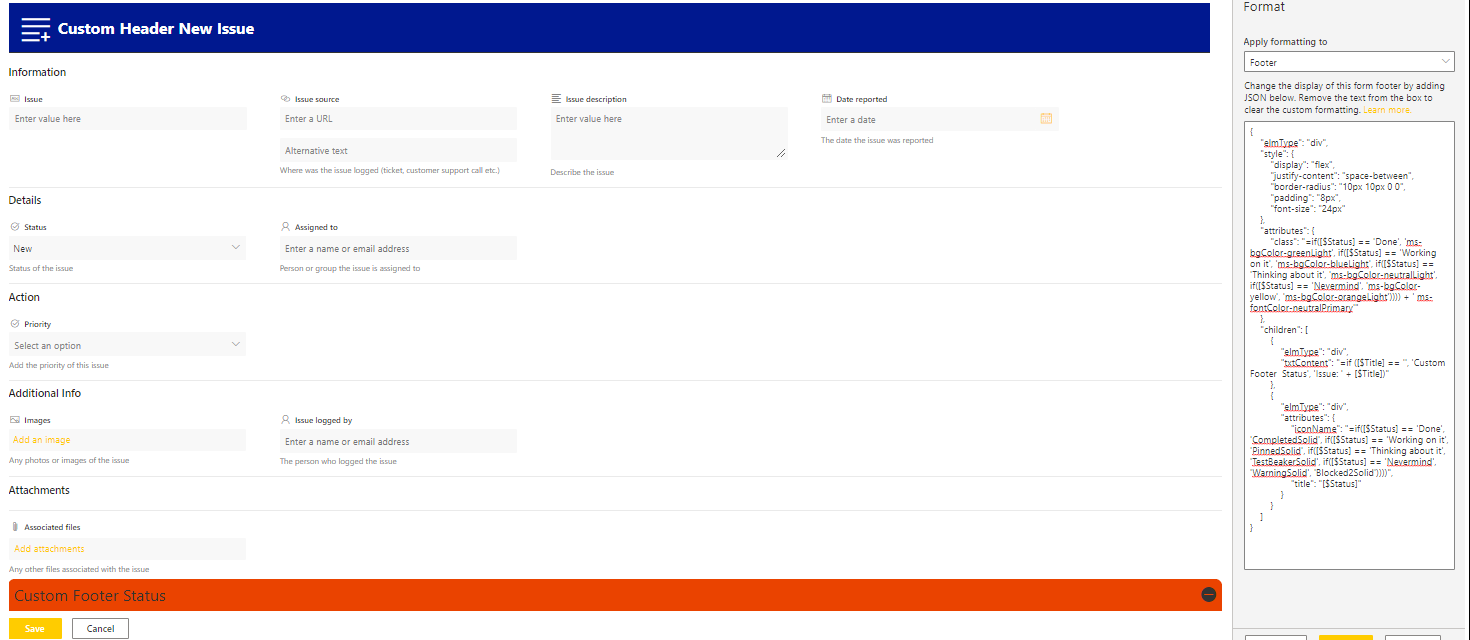 Custom Header New Issue
Information
Issue
Enter value here
Issue source
Enter a URL
Alternative text
Where was the issue logged (ticket, customer support call etc.)
Issue description
Enter value here
Describe the issue
Date reported
Enter a date
The date the issue was reported
Details
Status
New
Status of the issue
Assigned to
Enter a name or email address
Person or group the issue is assigned to
Action
Priority
Select an option
Add the priority of this issue
Additional Info
Images
Add an image
Any photos or images of the issue
Issue logged by
Enter a name or email address
The person who logged the issue
Attachments
Associated files
Add attachments
Any other files associated with the issue
Custom Footer Status
Save
Cancel
Format
Apply formatting to
Footer
Change the display of this form footer by adding
JSON below. Remove the text from the box to
clear the custom formatting. Learn more.
{
"elmType": "div",
"style": {
"display": "flex",
"justify-content": "space-between",
"border-radius": "10px 10px 0 0",
"padding": "8px",
"font-size": "24px"
},
"attributes": {
"class": "=if([$Status] == 'Done', 'ms-
bgColor-greenLight', if([$Status] == 'Working
on it', 'ms-bgColor-blueLight', if([$Status] ==
'Thinking about it', 'ms-bgColor-neutralLight',
if([$Status] == 'Nevermind', 'ms-bgColor-
yellow', 'ms-bgColor-orangeLight')))) + ' ms-
fontColor-neutralPrimary'"
},
"children": [
{
"elmType": "div",
"txtContent": "=if ([$Title] == '', 'Custom
Footer Status', 'Issue: ' + [$Title])"
},
{
"elmType": "div",
"attributes": {
"iconName": "=if([$Status] == 'Done',
'CompletedSolid', if([$Status] == 'Working on it',
'PinnedSolid', if([$Status] == 'Thinking about it',
'TestBeakerSolid', if([$Status] == 'Nevermind',
'WarningSolid', 'Blocked2Solid'))))",
"title": "[$Status]"
}
}
]
}